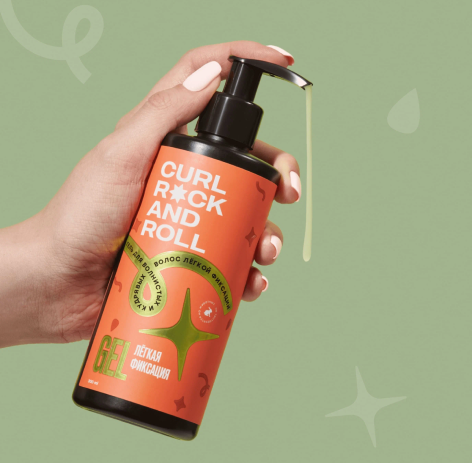 CURL
R✷CK
AND
ROLL
ГЕЛЬ ДЛЯ ВОЛНИСТЫХ И КУДРЯВЫХ
ВОЛОС ЛЁГКОЙ ФИКСАЦИИ
GEL
ЛЁГКАЯ
ФИКСАЦИЯ